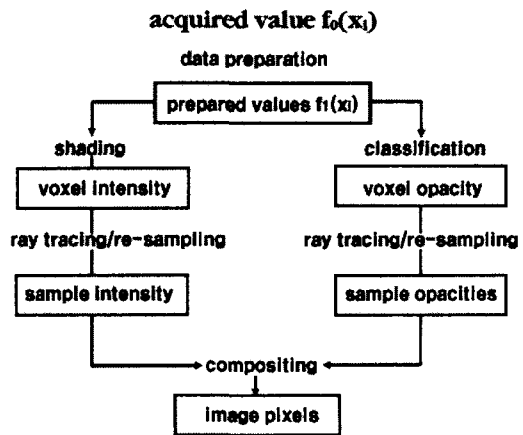 acquired value f₀(xᵢ)
data preparation
prepared values f₁(xᵢ)
shading
classification
voxel intensity
voxel opacity
ray tracing/re-sampling
ray tracing/re-sampling
sample intensity
sample opacities
compositing
image pixels